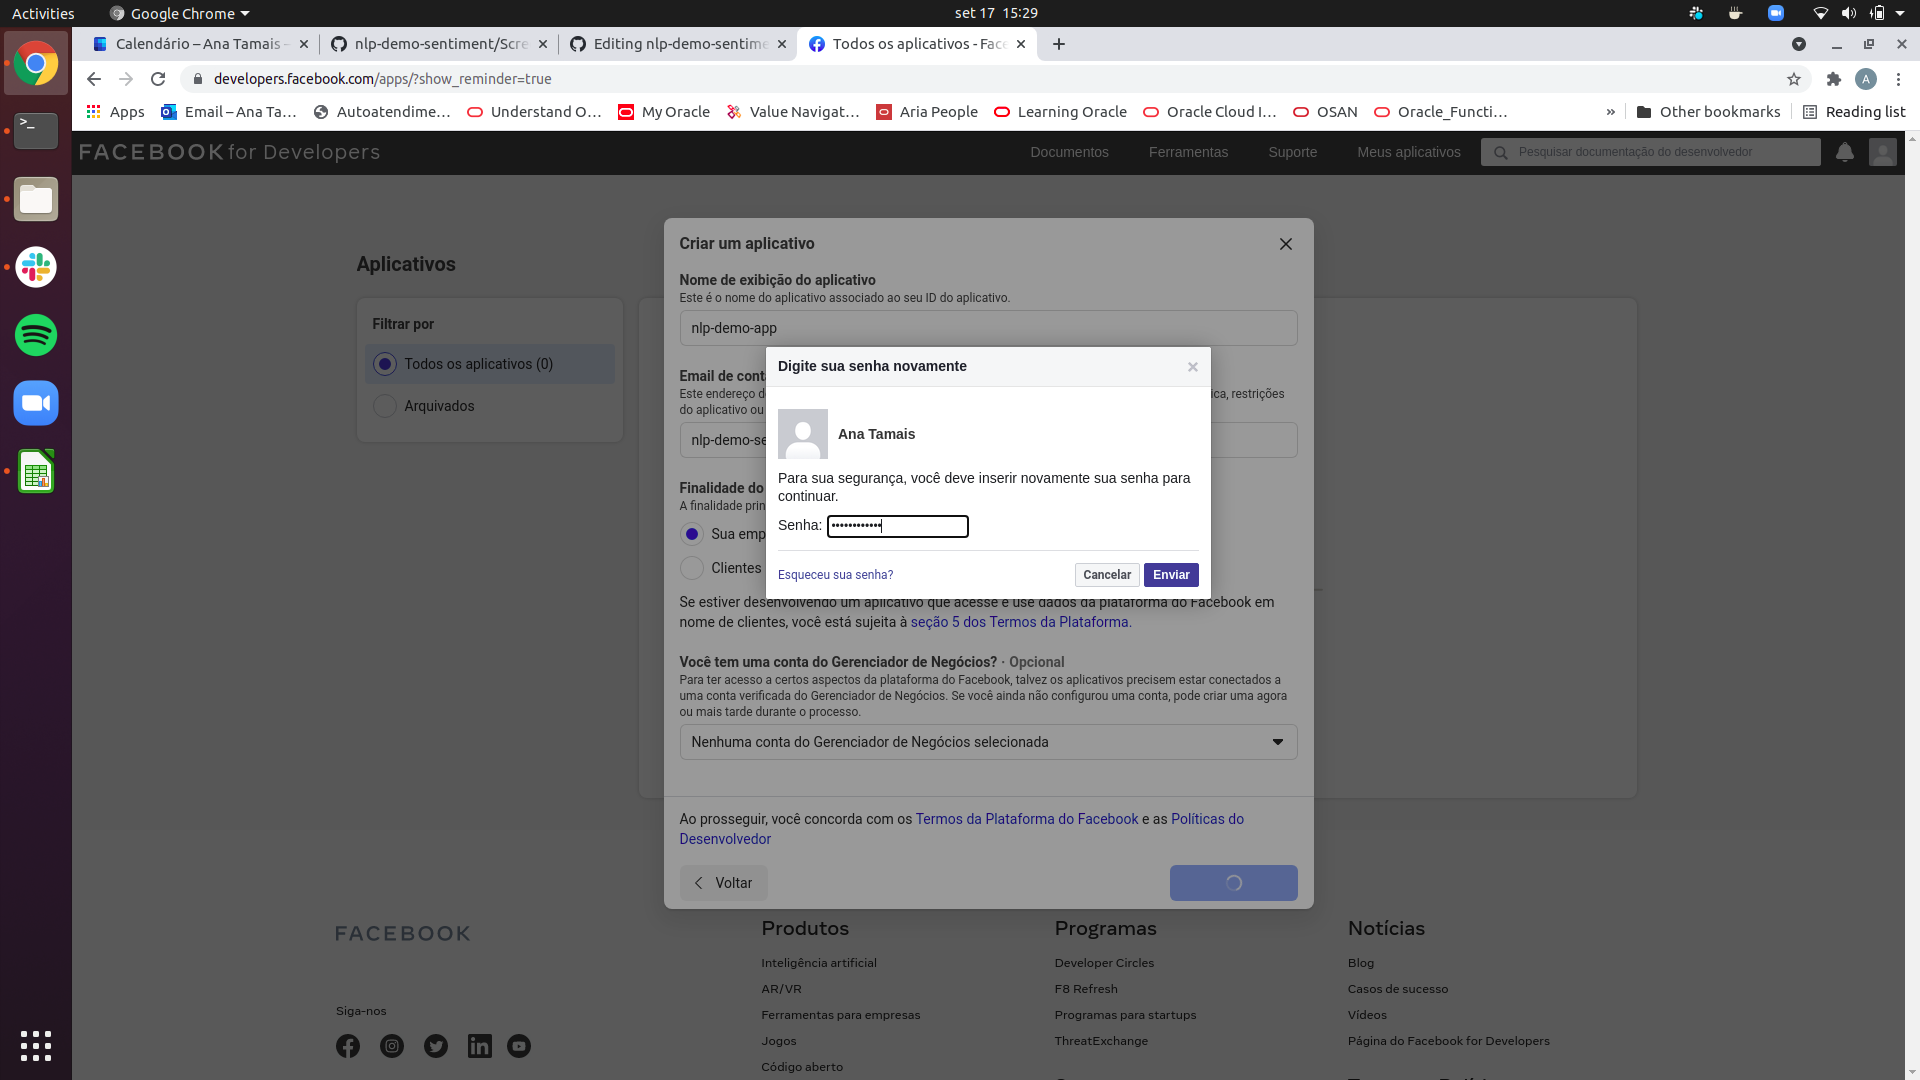 Activities
Google Chrome
set 17 15:29
Calendário – Ana Tamais -
nlp-demo-sentiment/Scre
Editing nlp-demo-sentime
Todos os aplicativos - Face
developers.facebook.com/apps/?show_reminder=true
Apps
Email – Ana Ta…
Autoatendime…
Understand O…
My Oracle
Value Navigat…
Aria People
Learning Oracle
Oracle Cloud I…
OSAN
Oracle_Functi…
»
Other bookmarks
Reading list
FACEBOOK for Developers
Documentos
Ferramentas
Suporte
Meus aplicativos
Pesquisar documentação do desenvolvedor
Aplicativos
Filtrar por
Todos os aplicativos (0)
Arquivados
Criar um aplicativo
Nome de exibição do aplicativo
Este é o nome do aplicativo associado ao seu ID do aplicativo.
nlp-demo-app
Email de cont
Este endereço d
ica, restrições
do aplicativo ou
nlp-demo-se
Finalidade do
A finalidade prin
Sua emp
Clientes
Digite sua senha novamente
Ana Tamais
Para sua segurança, você deve inserir novamente sua senha para
continuar.
Senha: ••••••••••••
Esqueceu sua senha?
Cancelar
Enviar
Se estiver desenvolvendo um aplicativo que acesse e use dados da plataforma do Facebook em
nome de clientes, você está sujeita à seção 5 dos Termos da Plataforma.
Você tem uma conta do Gerenciador de Negócios? · Opcional
Para ter acesso a certos aspectos da plataforma do Facebook, talvez os aplicativos precisem estar conectados a
uma conta verificada do Gerenciador de Negócios. Se você ainda não configurou uma conta, pode criar uma agora
ou mais tarde durante o processo.
Nenhuma conta do Gerenciador de Negócios selecionada
Ao prosseguir, você concorda com os Termos da Plataforma do Facebook e as Políticas do
Desenvolvedor
Voltar
FACEBOOK
Siga-nos
Produtos
Inteligência artificial
AR/VR
Ferramentas para empresas
Jogos
Código aberto
Programas
Developer Circles
F8 Refresh
Programas para startups
ThreatExchange
Notícias
Blog
Casos de sucesso
Vídeos
Página do Facebook for Developers